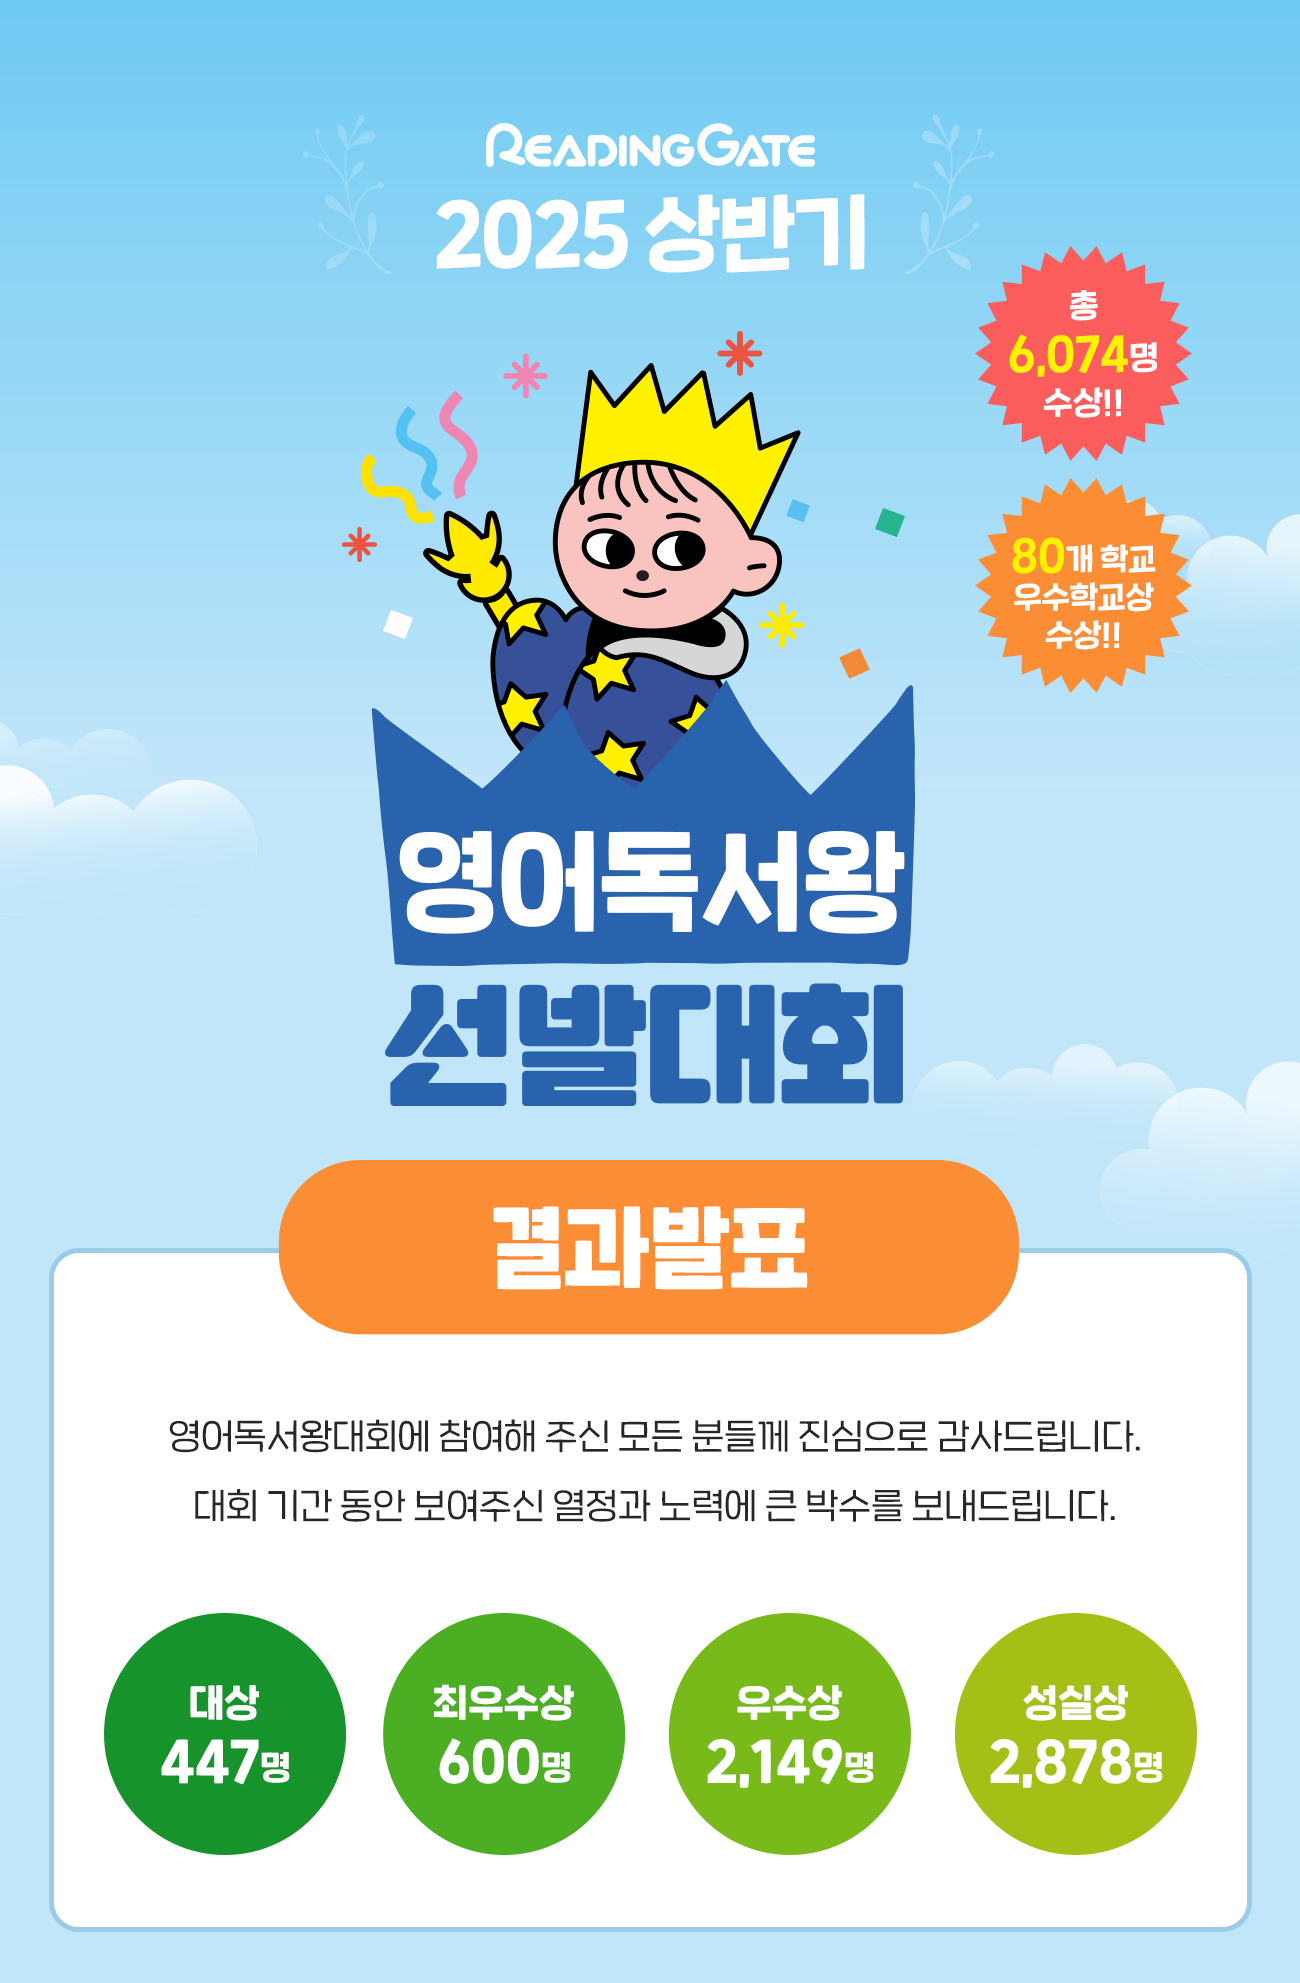 READINGGATE
2025 상반기
총
6,074명
수상!!
80개 학교
우수학교상
수상!!
영어독서왕
선발대회
결과발표
영어독서왕대회에 참여해 주신 모든 분들께 진심으로 감사드립니다.
대회 기간 동안 보여주신 열정과 노력에 큰 박수를 보내드립니다.
대상
447명
최우수상
600명
우수상
2,149명
성실상
2,878명